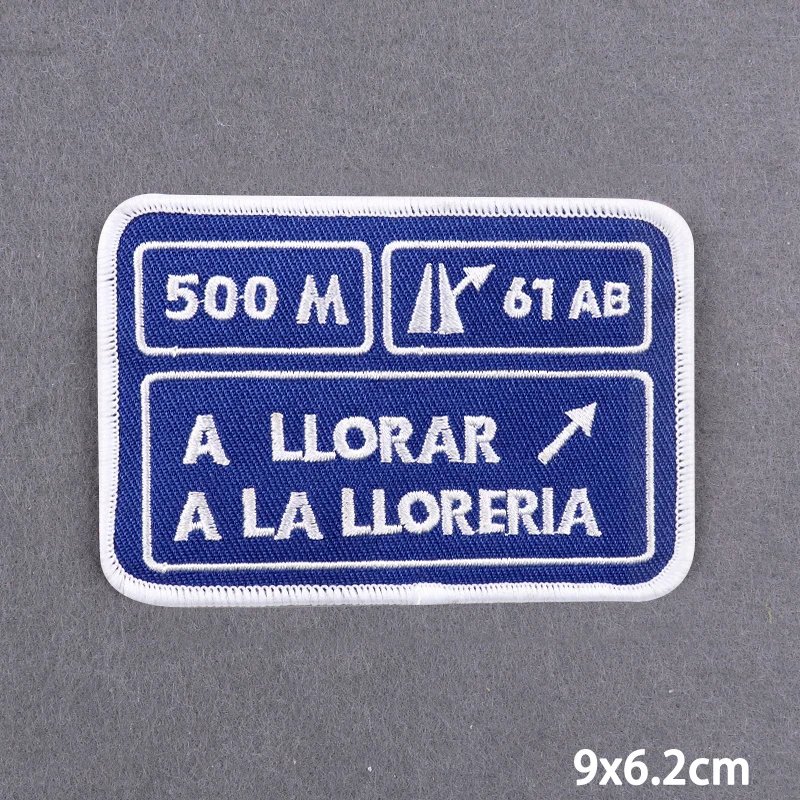 500 M
61 AB
A LLORAR
A LA LLORERIA
9x6.2cm